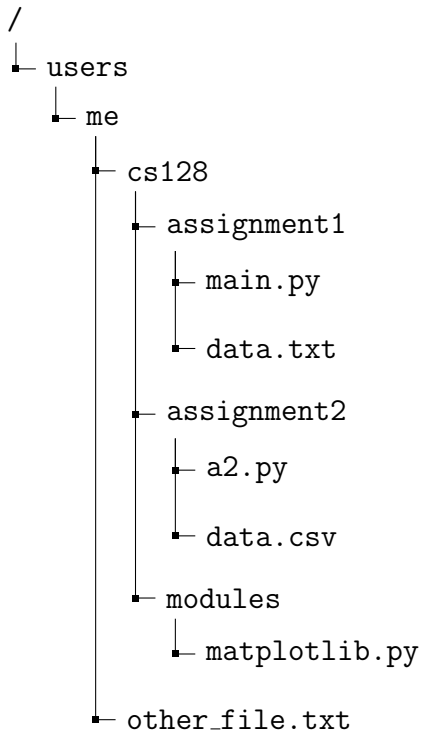 /
users
me
cs128
assignment1
main.py
data.txt
assignment2
a2.py
data.csv
modules
matplotlib.py
other_file.txt